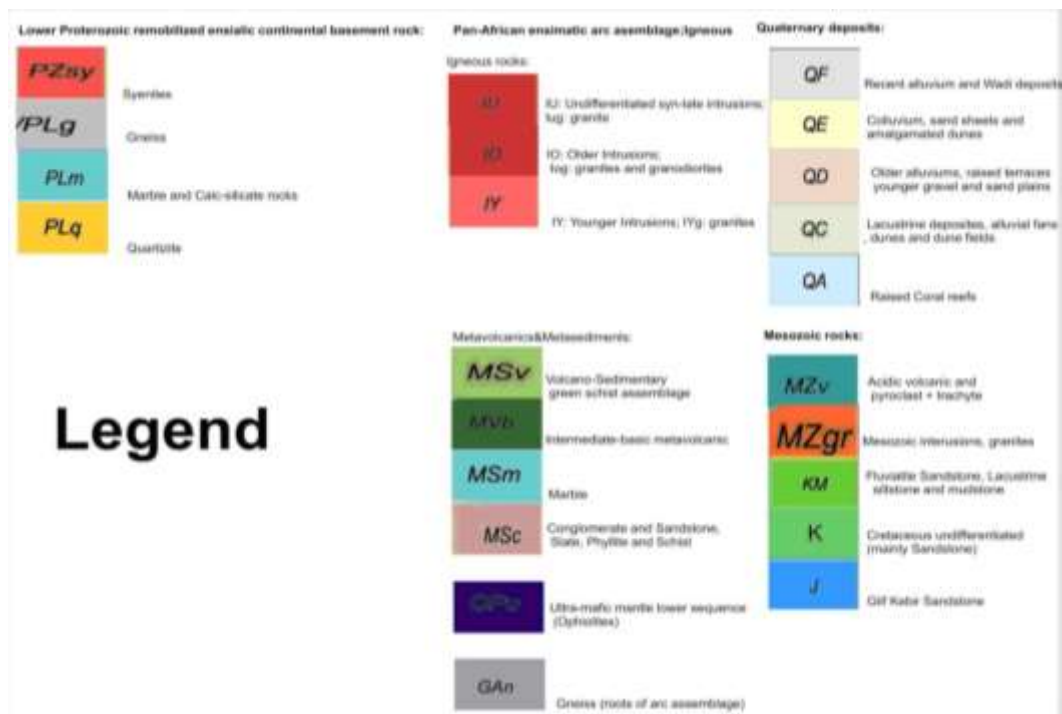 Lower Proterozoic remobilized ensialic continental basement rock:
PZsy
Syenites
/PLg
Gneiss
PLm
Marble and Calc-silicate rocks
PLq
Quartzite
Legend
Pan-African ensimatic arc asemblage;Igneous
Igneous rocks:
IU
IU: Undifferentiated syn-late intrusions;
Iug: granite
IO
IO: Older Intrusions;
Iog: granites and granodiorites
IY
IY: Younger Intrusions; IYg: granites
Metavolcanics&Metasediments:
MSv
Volcano-Sedimentary
green schist assemblage
MVb
Intermediate-basic metavolcanic
MSm
Marble
MSc
Conglomerate and Sandstone,
Slate, Phyllite and Schist
OPu
Ultra-mafic mantle lower sequence
(Ophiolites)
GAn
Gneiss (roots of arc assemblage)
Quaternary deposits:
QF
Recent alluvium and Wadi deposits
QE
Colluvium, sand sheets and
amalgamated dunes
QD
Older alluviums, raised terraces
younger gravel and sand plains
QC
Lacustrine deposites, alluvial fans
, dunes and dune fields
QA
Raised Coral reefs
Mesozoic rocks:
MZv
Acidic volcanic and
pyroclast + trachyte
MZgr
Mesozoic interusions, granites
KM
Fluviatile Sandstone, Lacustrine
siltstone and mudstone
K
Cretaceous undifferentiated
(mainly Sandstone)
J
Gilf Kebir Sandstone